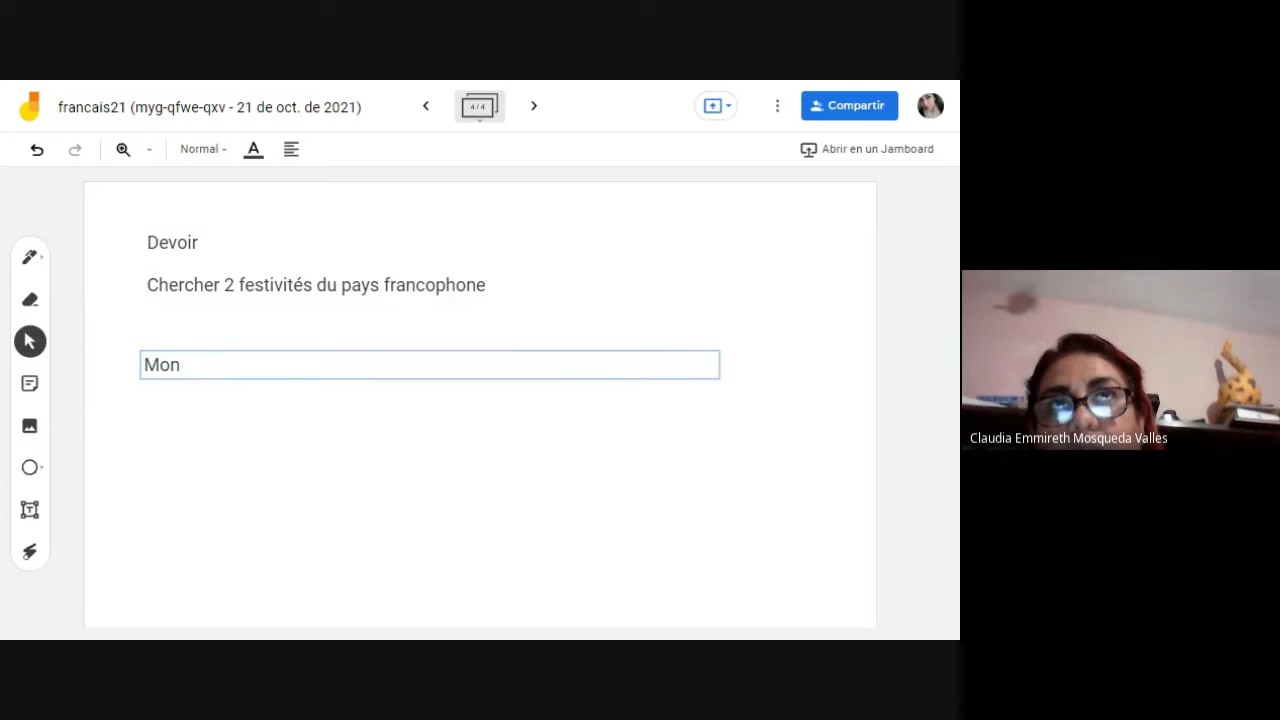 francais21 (myg-qfwe-qxv - 21 de oct. de 2021)
4/4
Compartir
Normal
A
Abrir en un Jamboard
Devoir
Chercher 2 festivités du pays francophone
Mon
Claudia Emmireth Mosqueda Valles